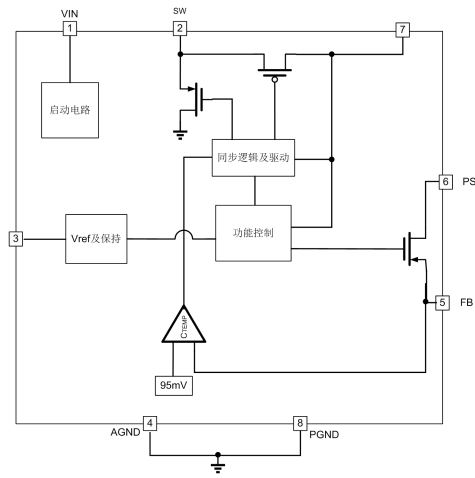 VIN
SW
1
2
7
启动电路
同步逻辑及驱动
6
PS
3
Vref及保持
功能控制
5
FB
CTEMP
95mV
4
8
AGND
PGND